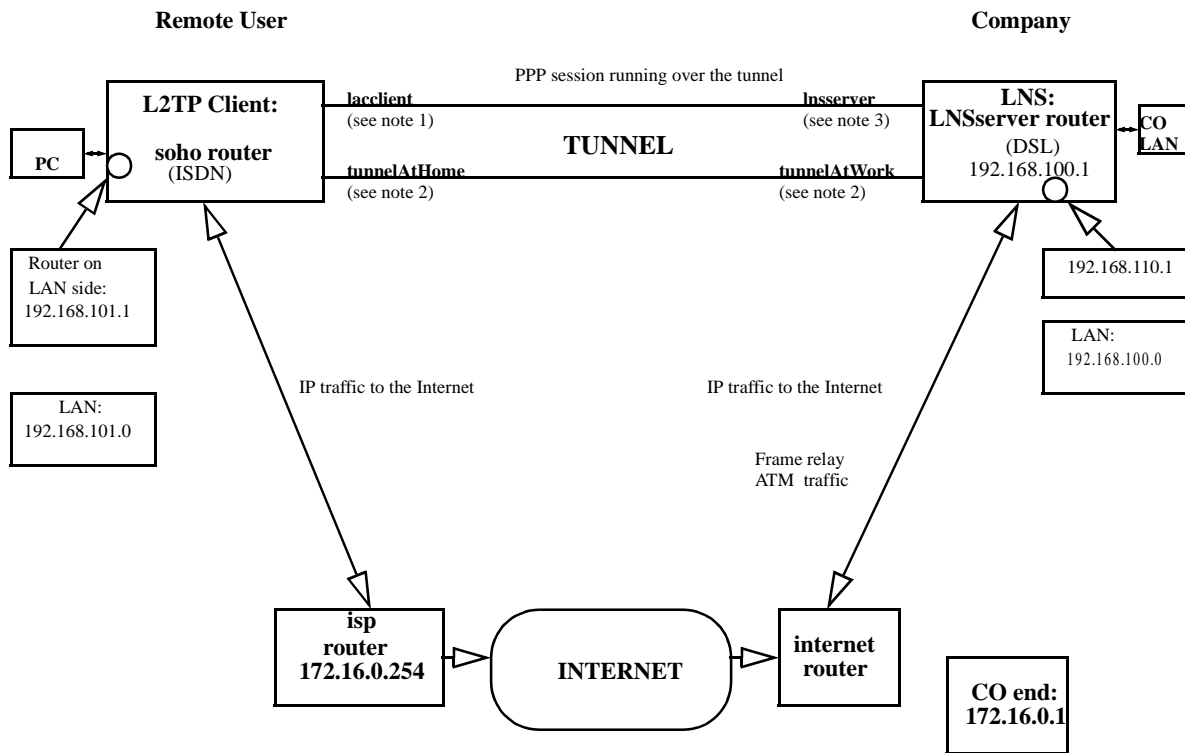 Remote User
Company
PPP session running over the tunnel
L2TP Client:
soho router
(ISDN)
lacclient
(see note 1)
lnsserver
(see note 3)
TUNNEL
tunnelAtHome
(see note 2)
tunnelAtWork
(see note 2)
LNS:
LNSserver router
(DSL)
192.168.100.1
CO
LAN
PC
Router on
LAN side:
192.168.101.1
192.168.110.1
LAN:
192.168.100.0
LAN:
192.168.101.0
IP traffic to the Internet
IP traffic to the Internet
Frame relay
ATM traffic
isp
router
172.16.0.254
INTERNET
internet
router
CO end:
172.16.0.1